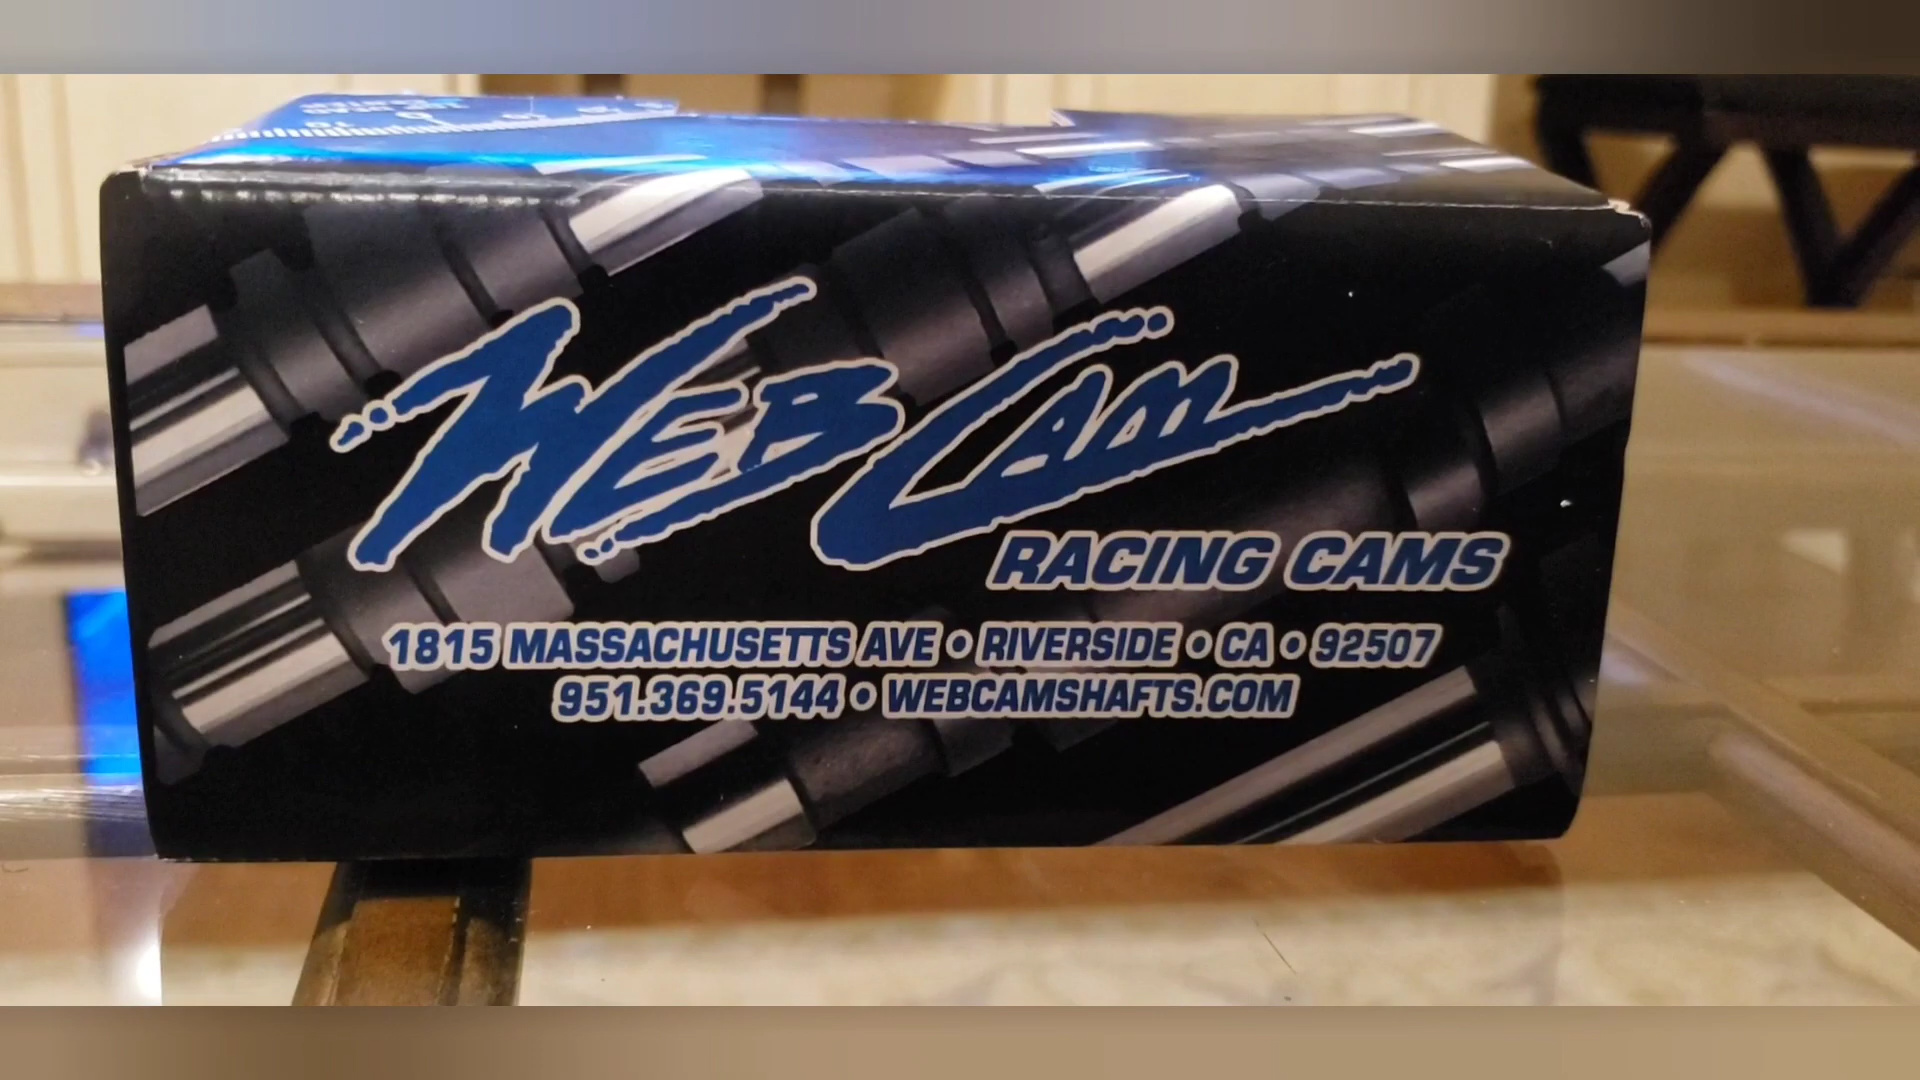 WEB CAM
RACING CAMS
1815 MASSACHUSETTS AVE • RIVERSIDE • CA • 92507
951.369.5144 • WEBCAMSHAFTS.COM